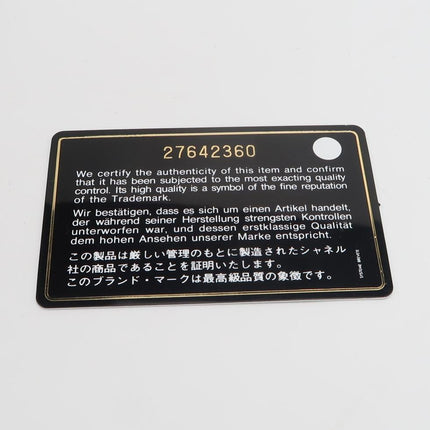 27642360
We certify the authenticity of this item and confirm
that it has been subjected to the most exacting quality
control. Its high quality is a symbol of the fine reputation
of the Trademark.
Wir bestätigen, dass es sich um einen Artikel handelt,
der während seiner Herstellung strengsten Kontrollen
unterworfen war, und dessen erstklassige Qualität
dem hohen Ansehen unserer Marke entspricht.
この製品は厳しい管理のもとに製造されたシャネル
社の商品であることを証明いたします。
このブランド・マークは最高級品質の象徴です。